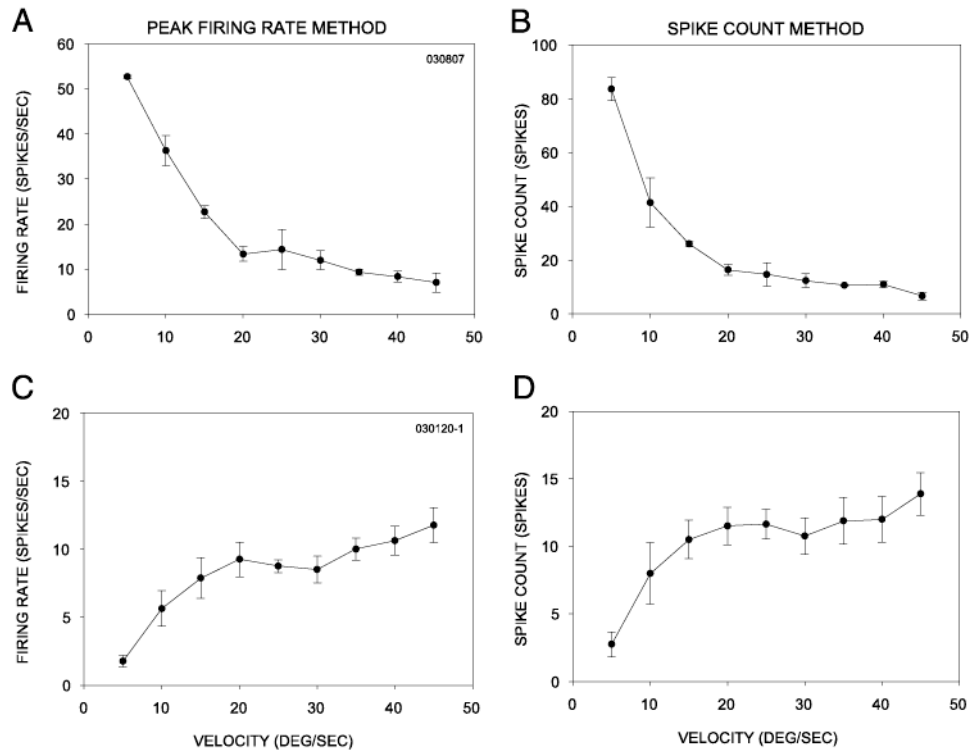 A
PEAK FIRING RATE METHOD
030807
FIRING RATE (SPIKES/SEC)
60
50
40
30
20
10
0
0 10 20 30 40 50
B
SPIKE COUNT METHOD
SPIKE COUNT (SPIKES)
100
80
60
40
20
0
0 10 20 30 40 50
C
030120-1
FIRING RATE (SPIKES/SEC)
20
15
10
5
0
0 10 20 30 40 50
VELOCITY (DEG/SEC)
D
SPIKE COUNT (SPIKES)
20
15
10
5
0
0 10 20 30 40 50
VELOCITY (DEG/SEC)